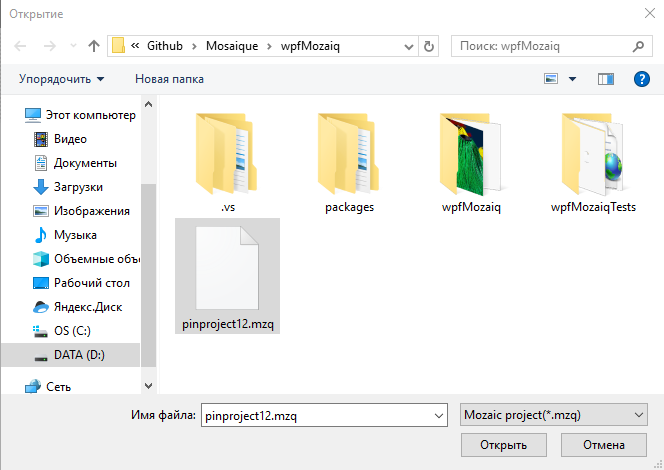 Открытие
« Github › Mosaique › wpfMozaiq
Поиск: wpfMozaiq
Упорядочить
Новая папка
?
Этот компьютер
Видео
Документы
Загрузки
Изображения
Музыка
Объемные объ
Рабочий стол
Яндекс.Диск
OS (C:)
DATA (D:)
Сеть
.vs
packages
wpfMozaiq
wpfMozaiqTests
pinproject12.mzq
Имя файла:
pinproject12.mzq
Mozaic project(*.mzq)
Открыть
Отмена